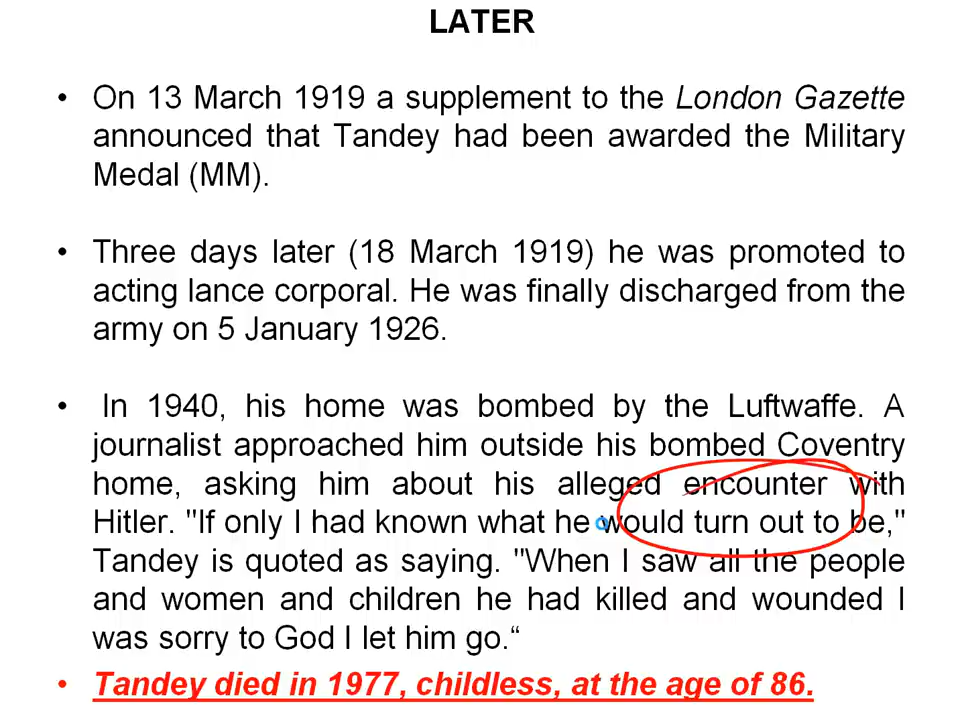 LATER
• On 13 March 1919 a supplement to the London Gazette
announced that Tandey had been awarded the Military
Medal (MM).
• Three days later (18 March 1919) he was promoted to
acting lance corporal. He was finally discharged from the
army on 5 January 1926.
• In 1940, his home was bombed by the Luftwaffe. A
journalist approached him outside his bombed Coventry
home, asking him about his alleged encounter with
Hitler. "If only I had known what he would turn out to be,"
Tandey is quoted as saying. "When I saw all the people
and women and children he had killed and wounded I
was sorry to God I let him go.“
• Tandey died in 1977, childless, at the age of 86.